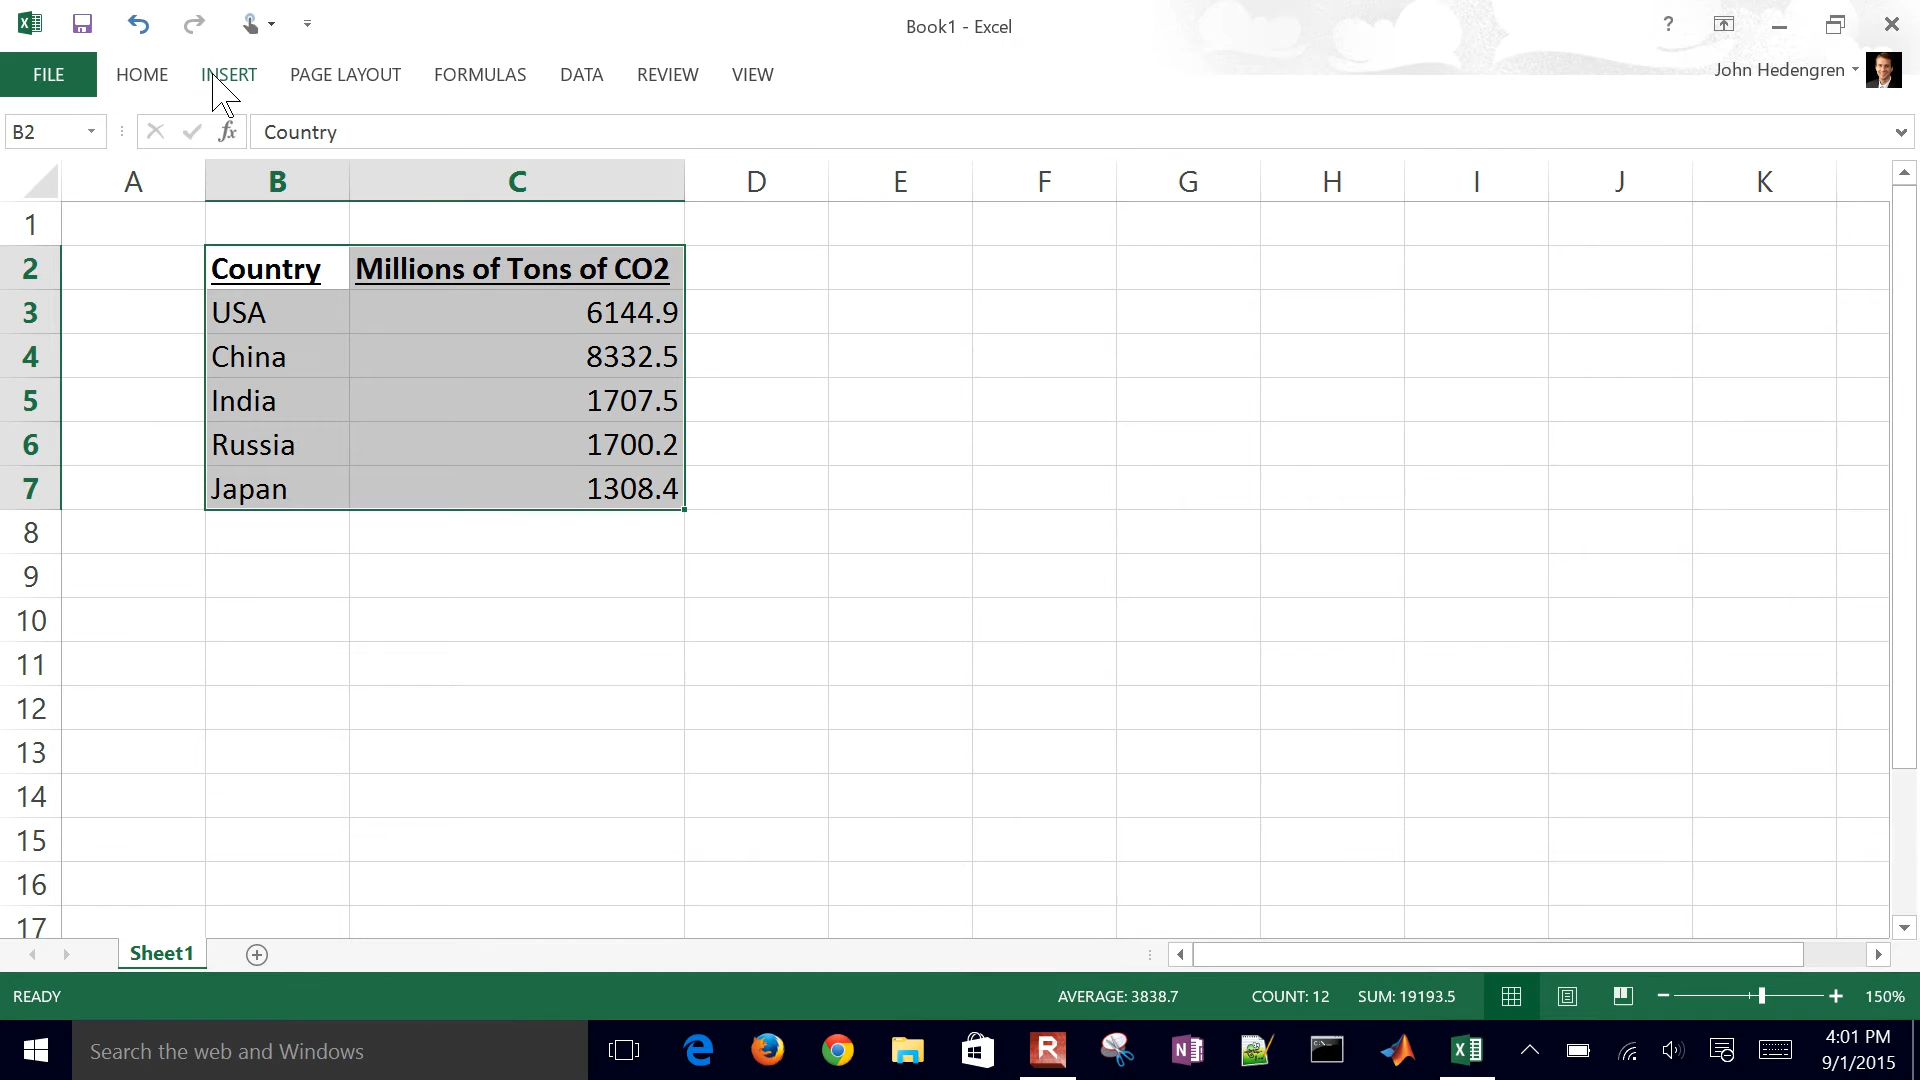 Book1 - Excel
?
FILE HOME INSERT PAGE LAYOUT FORMULAS DATA REVIEW VIEW
John Hedengren
B2 fx Country
A B C D E F G H I J K
1
2 Country Millions of Tons of CO2
3 USA 6144.9
4 China 8332.5
5 India 1707.5
6 Russia 1700.2
7 Japan 1308.4
8
9
10
11
12
13
14
15
16
17
Sheet1
READY AVERAGE: 3838.7 COUNT: 12 SUM: 19193.5 150%
Search the web and Windows
4:01 PM
9/1/2015